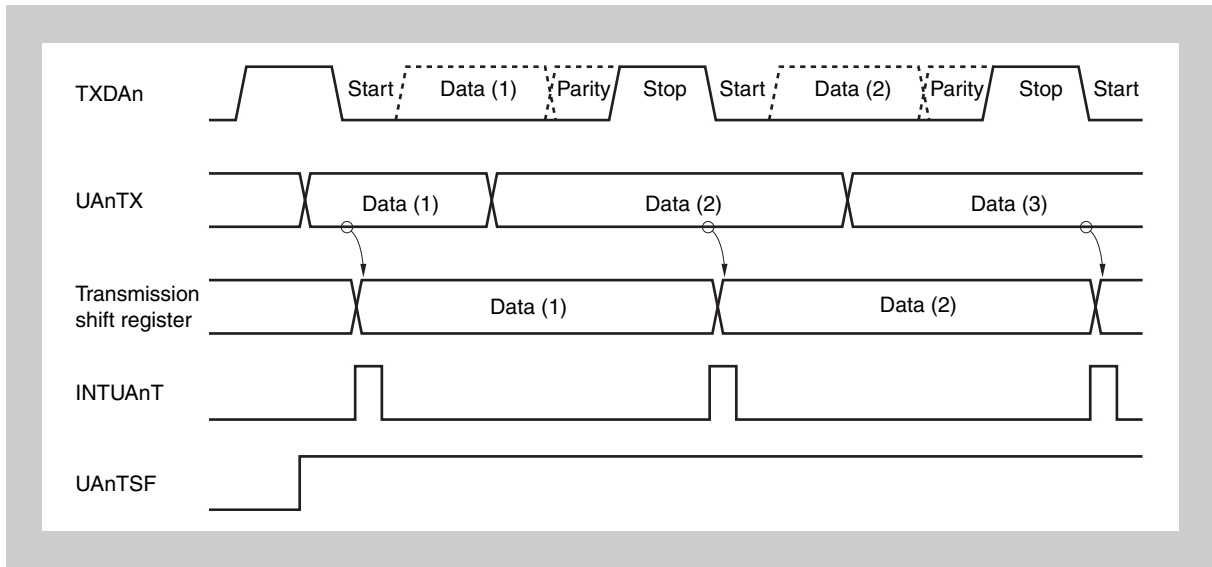 TXDAn Start Data (1) Parity Stop Start Data (2) Parity Stop Start
UAnTX Data (1) Data (2) Data (3)
Transmission
shift register Data (1) Data (2)
INTUAnT
UAnTSF